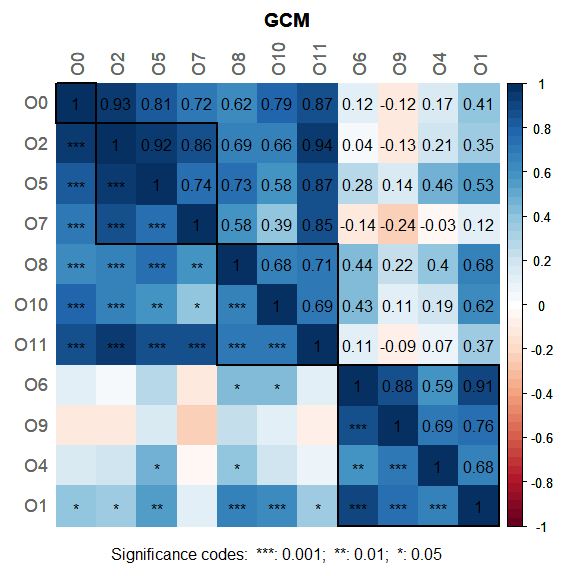 GCM
O0 O2 O5 O7 O8 O10 O11 O6 O9 O4 O1
O0 1 0.93 0.81 0.72 0.62 0.79 0.87 0.12 -0.12 0.17 0.41 1
O2 *** 1 0.92 0.86 0.69 0.66 0.94 0.04 -0.13 0.21 0.35 0.8
O5 *** *** 1 0.74 0.73 0.58 0.87 0.28 0.14 0.46 0.53 0.6
O7 *** *** *** 1 0.58 0.39 0.85 -0.14 -0.24 -0.03 0.12 0.4
O8 *** *** *** ** 1 0.68 0.71 0.44 0.22 0.4 0.68 0.2
O10 *** *** ** * *** 1 0.69 0.43 0.11 0.19 0.62 0
O11 *** *** *** *** *** *** 1 0.11 -0.09 0.07 0.37 -0.2
O6 * * 1 0.88 0.59 0.91 -0.4
O9 *** 1 0.69 0.76 -0.6
O4 * * ** *** 1 0.68 -0.8
O1 * * ** *** *** * *** *** *** 1 -1
Significance codes: ***: 0.001; **: 0.01; *: 0.05